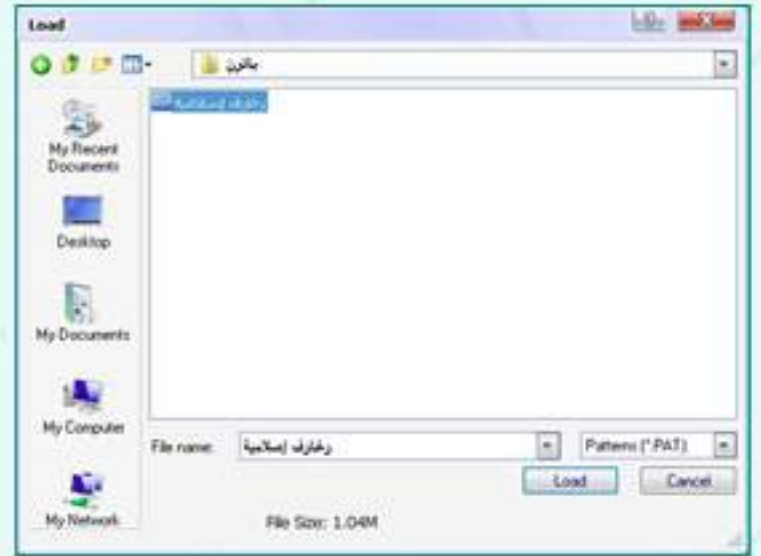 Load
باترن
زخارف إسلامية
My Recent
Documents
Desktop
My Documents
My Computer
My Network
File name:
زخارف إسلامية
Patterns (*.PAT)
Load
Cancel
File Size: 1.04M